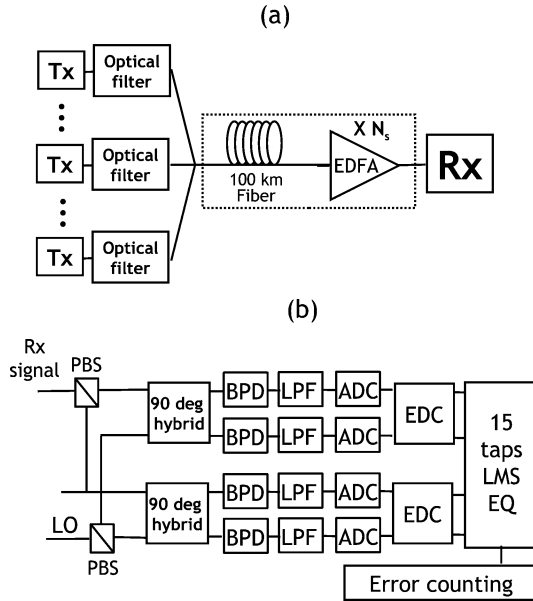 (a)
Tx
Optical
filter
Tx
Optical
filter
Tx
Optical
filter
100 km
Fiber
X Ns
EDFA
Rx
(b)
Rx
signal
PBS
LO
PBS
90 deg
hybrid
90 deg
hybrid
BPD
LPF
ADC
BPD
LPF
ADC
BPD
LPF
ADC
BPD
LPF
ADC
EDC
EDC
15
taps
LMS
EQ
Error counting